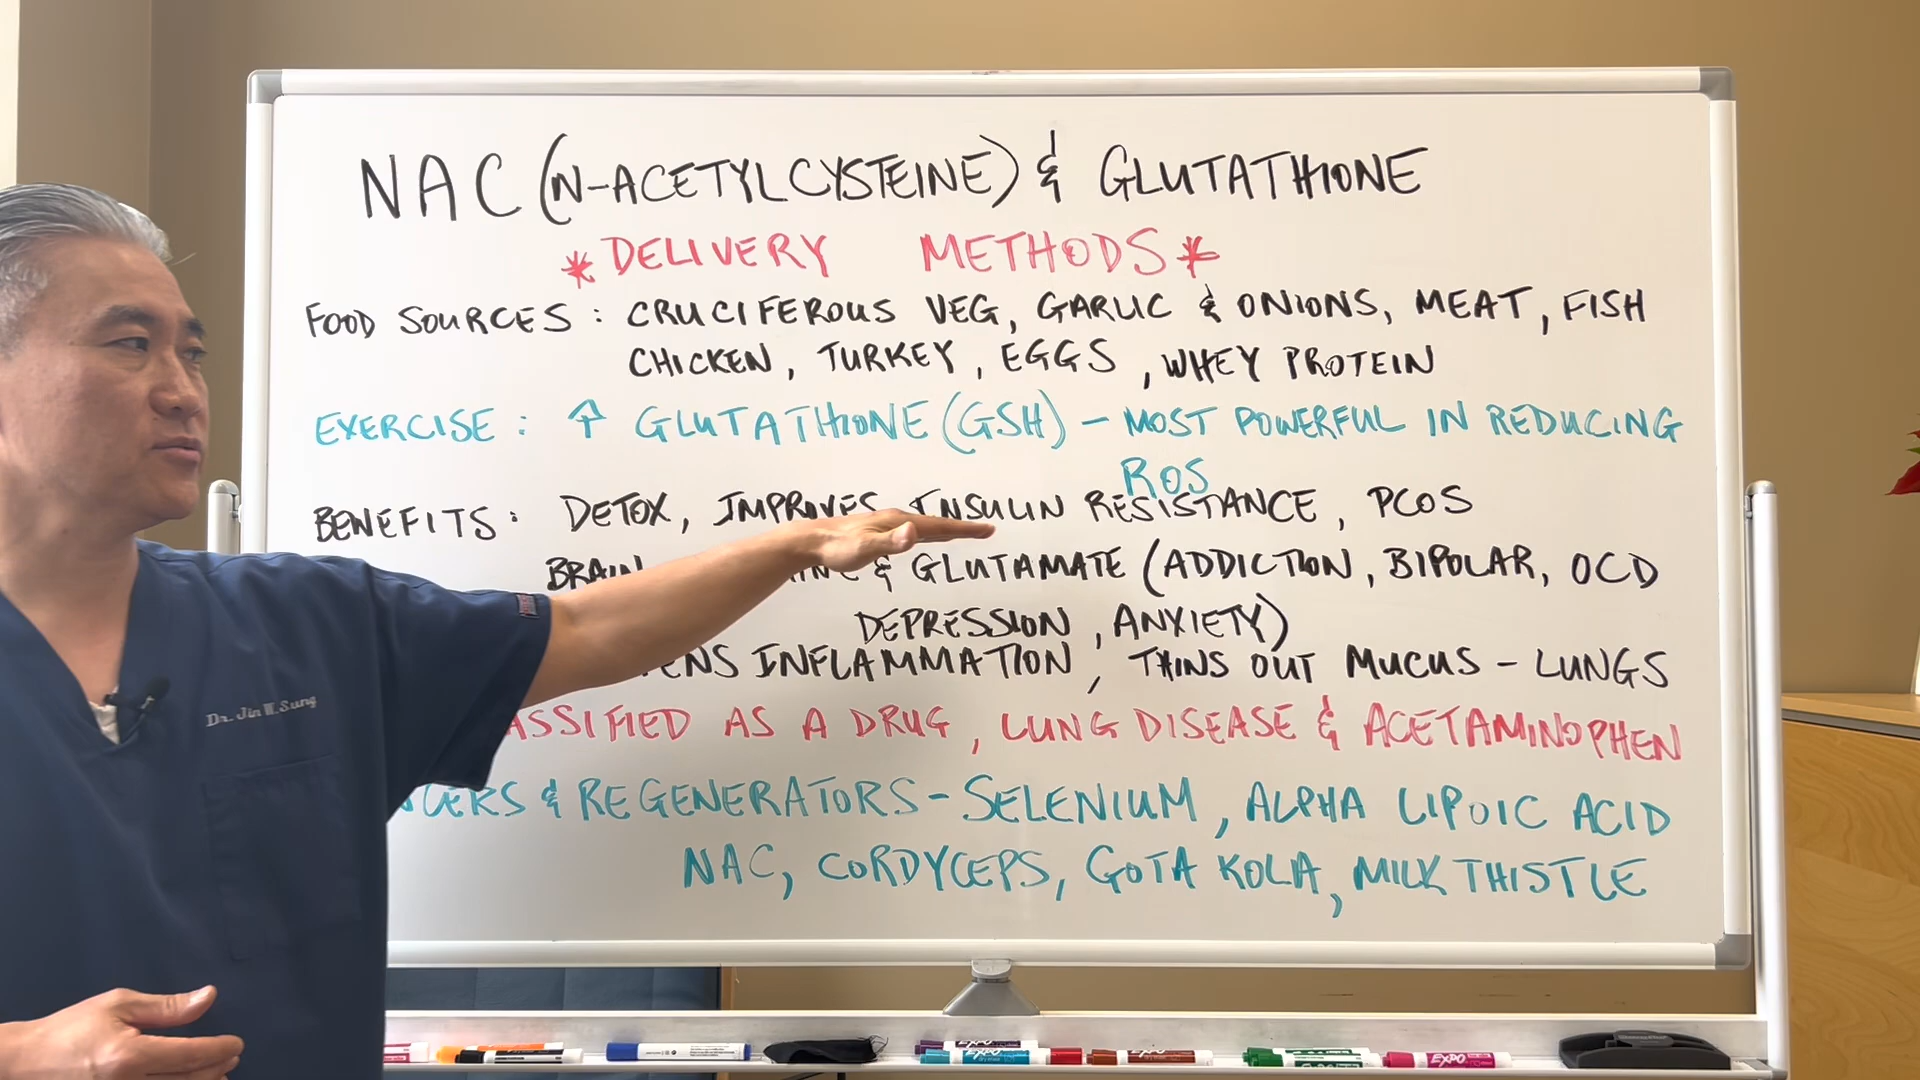 NAC (N-ACETYLCYSTEINE) & GLUTATHIONE
*DELIVERY METHODS*
FOOD SOURCES : CRUCIFEROUS VEG, GARLIC & ONIONS, MEAT, FISH
CHICKEN, TURKEY, EGGS, WHEY PROTEIN
EXERCISE : ↑ GLUTATHIONE (GSH) – MOST POWERFUL IN REDUCING
ROS
BENEFITS : DETOX, IMPROVES INSULIN RESISTANCE, PCOS
BRAIN & GLUTAMATE (ADDICTION, BIPOLAR, OCD
DEPRESSION, ANXIETY)
INFLAMMATION, THINS OUT MUCUS – LUNGS
AS A DRUG, LUNG DISEASE & ACETAMINOPHEN
& REGENERATORS – SELENIUM, ALPHA LIPOIC ACID
NAC, CORDYCEPS, GOTA KOLA, MILK THISTLE
Dr. Jin W. Sung
EXPO
EXPO